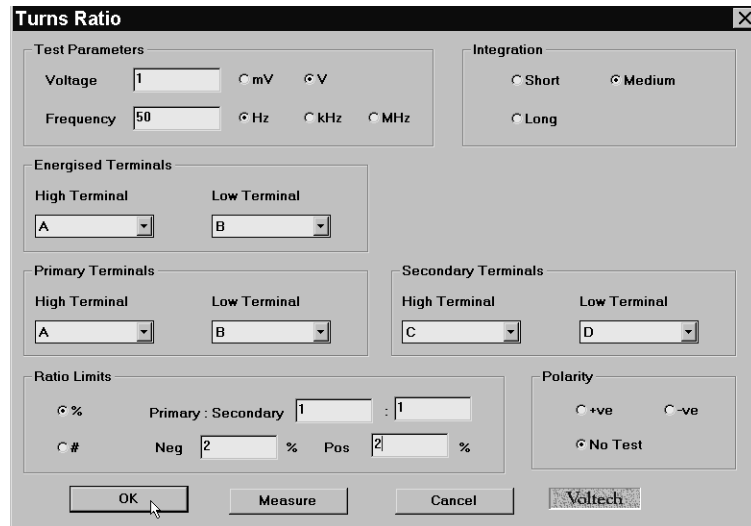 Turns Ratio
Test Parameters
Voltage 1 mV V
Frequency 50 Hz kHz MHz
Integration
Short Medium
Long
Energised Terminals
High Terminal Low Terminal
A B
Primary Terminals
High Terminal Low Terminal
A B
Secondary Terminals
High Terminal Low Terminal
C D
Ratio Limits
% Primary : Secondary 1 : 1
# Neg 2 % Pos 2 %
Polarity
+ve -ve
No Test
OK Measure Cancel Voltech